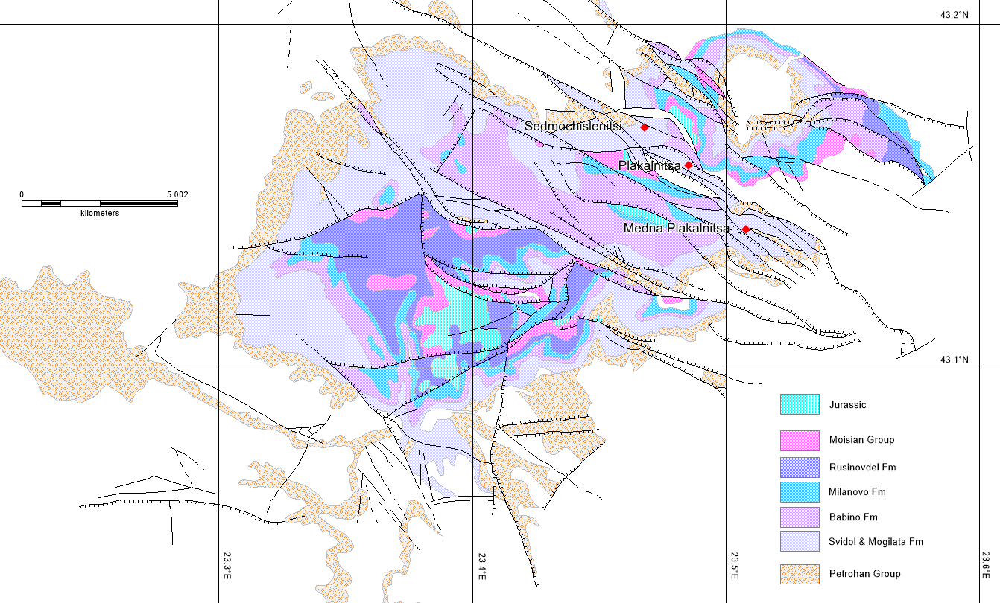 43.2°N
Sedmochislenitsi
Plakalnitsa
0 5.002
kilometers
Medna Plakalnitsa
43.1°N
Jurassic
Moisian Group
Rusinovdel Fm
Milanovo Fm
Babino Fm
Svidol & Mogilata Fm
Petrohan Group
23.3°E
23.4°E
23.5°E
23.6°E